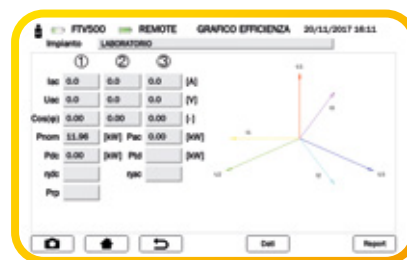 FTV500 REMOTE GRAFICO EFFICIENZA 20/11/2017 16:11
Impianto LABORATORIO
① ② ③
Iac 0.0 0.0 0.0 [A]
Uac 0.0 0.0 0.0 [V]
Cos(φ) 0.00 0.00 0.00 [-]
Pnom 11.96 [kW] Pac 0.00 [kW]
Pdc 0.00 [kW] Ptd [kW]
ηdc ηac
Prp
Dati Report